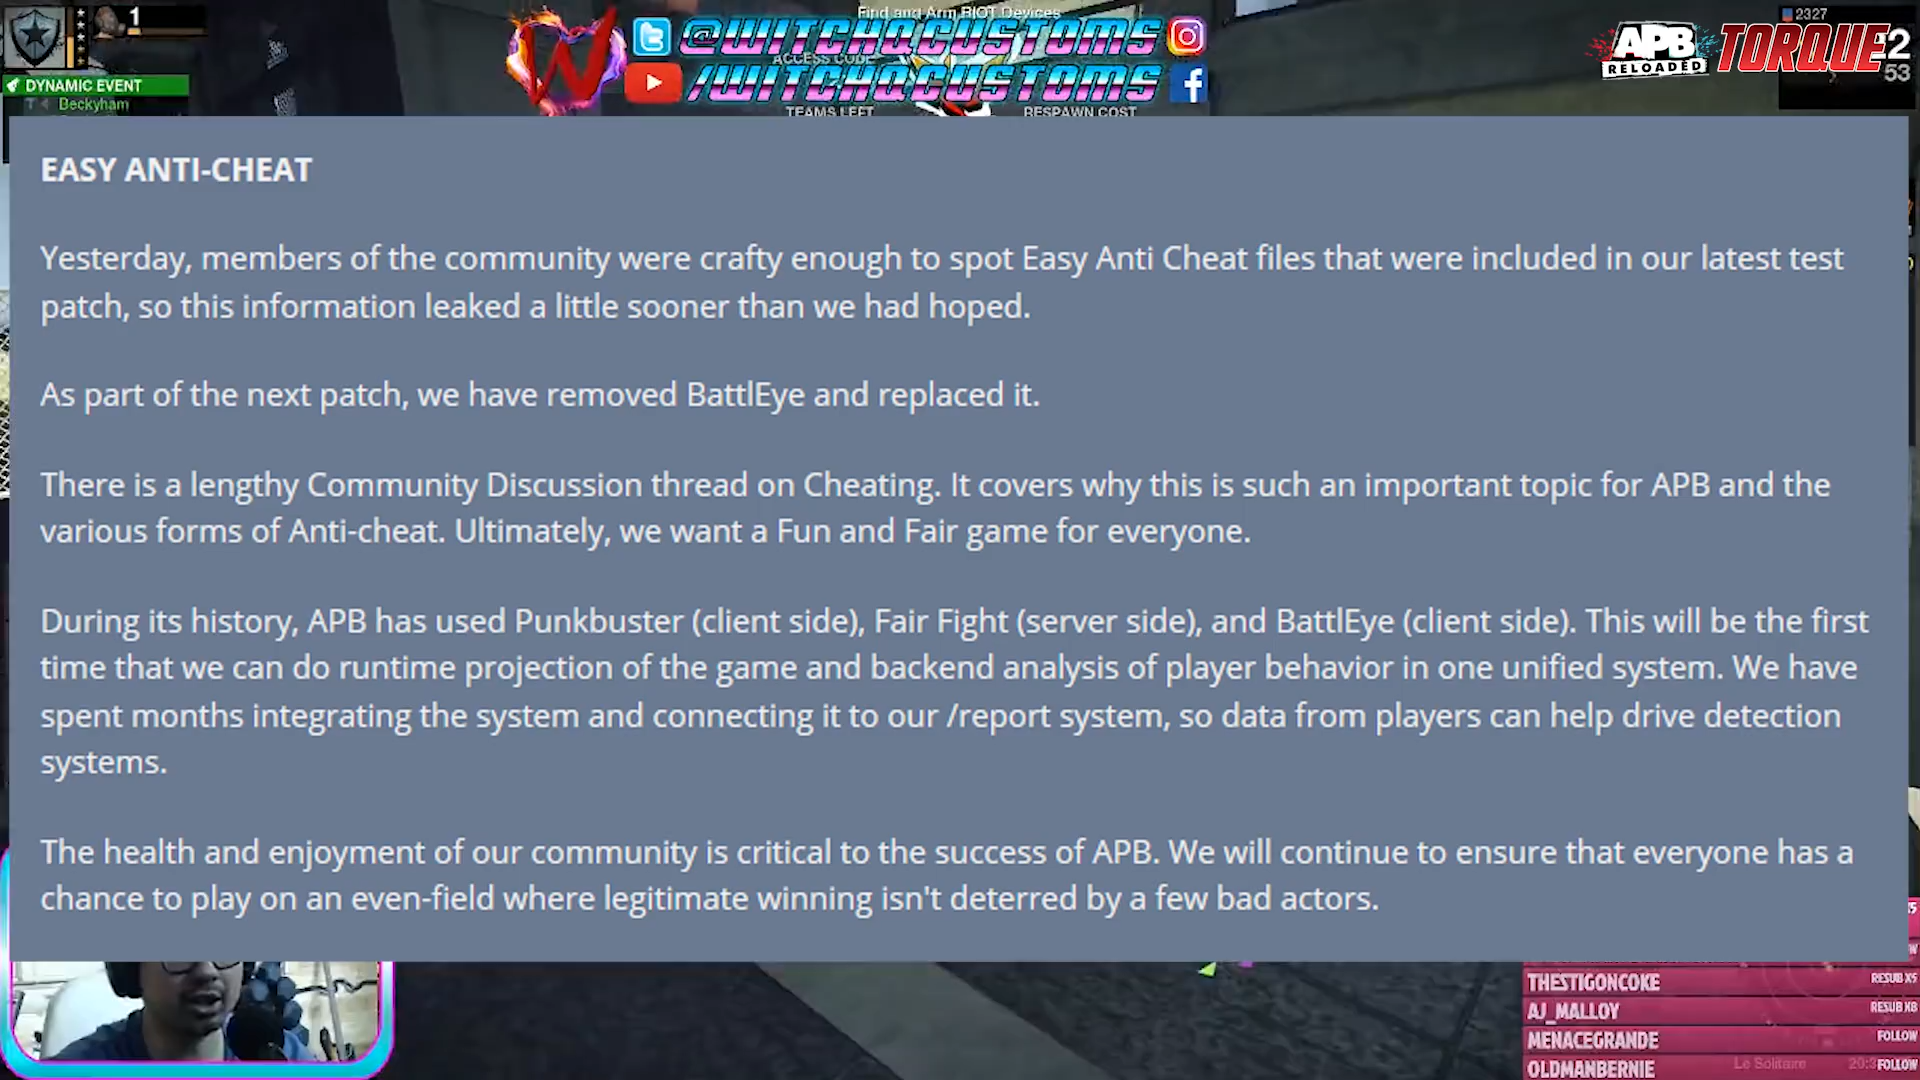 1
Find and Arm RIOT Devices
2327
@WITCHQCUSTOMS
ACCESS CODE
/WITCHQCUSTOMS
TEAMS LEFT
RESPAWN COST
APB
RELOADED
TORQUE
53
DYNAMIC EVENT
Beckyham
EASY ANTI-CHEAT
Yesterday, members of the community were crafty enough to spot Easy Anti Cheat files that were included in our latest test
patch, so this information leaked a little sooner than we had hoped.
As part of the next patch, we have removed BattlEye and replaced it.
There is a lengthy Community Discussion thread on Cheating. It covers why this is such an important topic for APB and the
various forms of Anti-cheat. Ultimately, we want a Fun and Fair game for everyone.
During its history, APB has used Punkbuster (client side), Fair Fight (server side), and BattlEye (client side). This will be the first
time that we can do runtime projection of the game and backend analysis of player behavior in one unified system. We have
spent months integrating the system and connecting it to our /report system, so data from players can help drive detection
systems.
The health and enjoyment of our community is critical to the success of APB. We will continue to ensure that everyone has a
chance to play on an even-field where legitimate winning isn't deterred by a few bad actors.
THESTIGONCOKE RESUB X5
AJ_MALLOY RESUB X8
MENACEGRANDE FOLLOW
OLDMANBERNIE FOLLOW
Le Solitaire